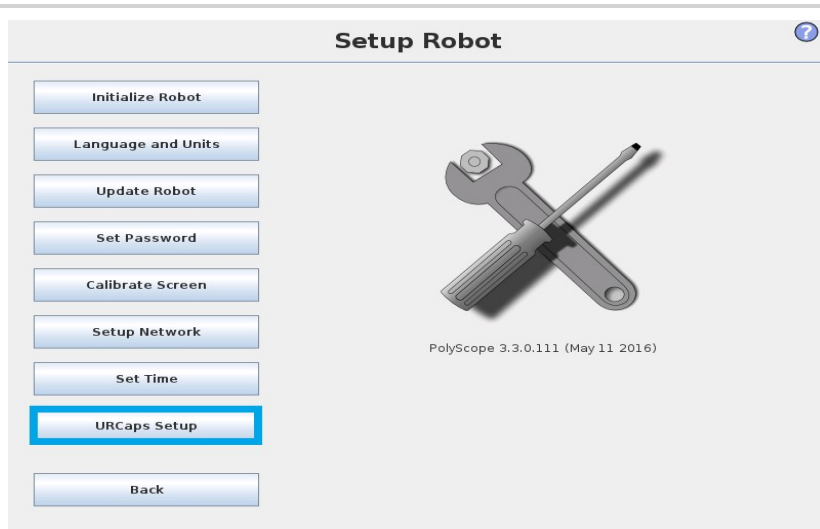 Setup Robot
?
Initialize Robot
Language and Units
Update Robot
Set Password
Calibrate Screen
Setup Network
PolyScope 3.3.0.111 (May 11 2016)
Set Time
URCaps Setup
Back